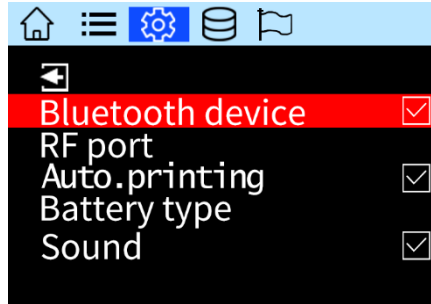 Bluetooth device
RF port
Auto.printing
Battery type
Sound